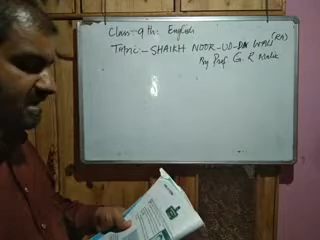 Class-9th: English
Topic:- SHAIKH NOOR-UD-DIN WALI (RA)
By Prof G. R Malik